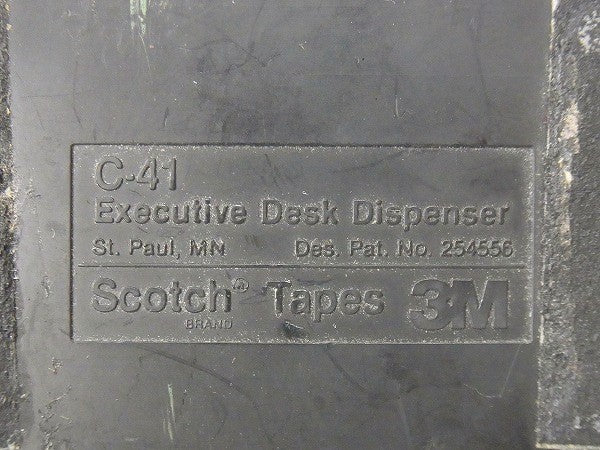 C-41
Executive Desk Dispenser
St. Paul, MN Des. Pat. No. 254556
Scotch® Tapes 3M
BRAND